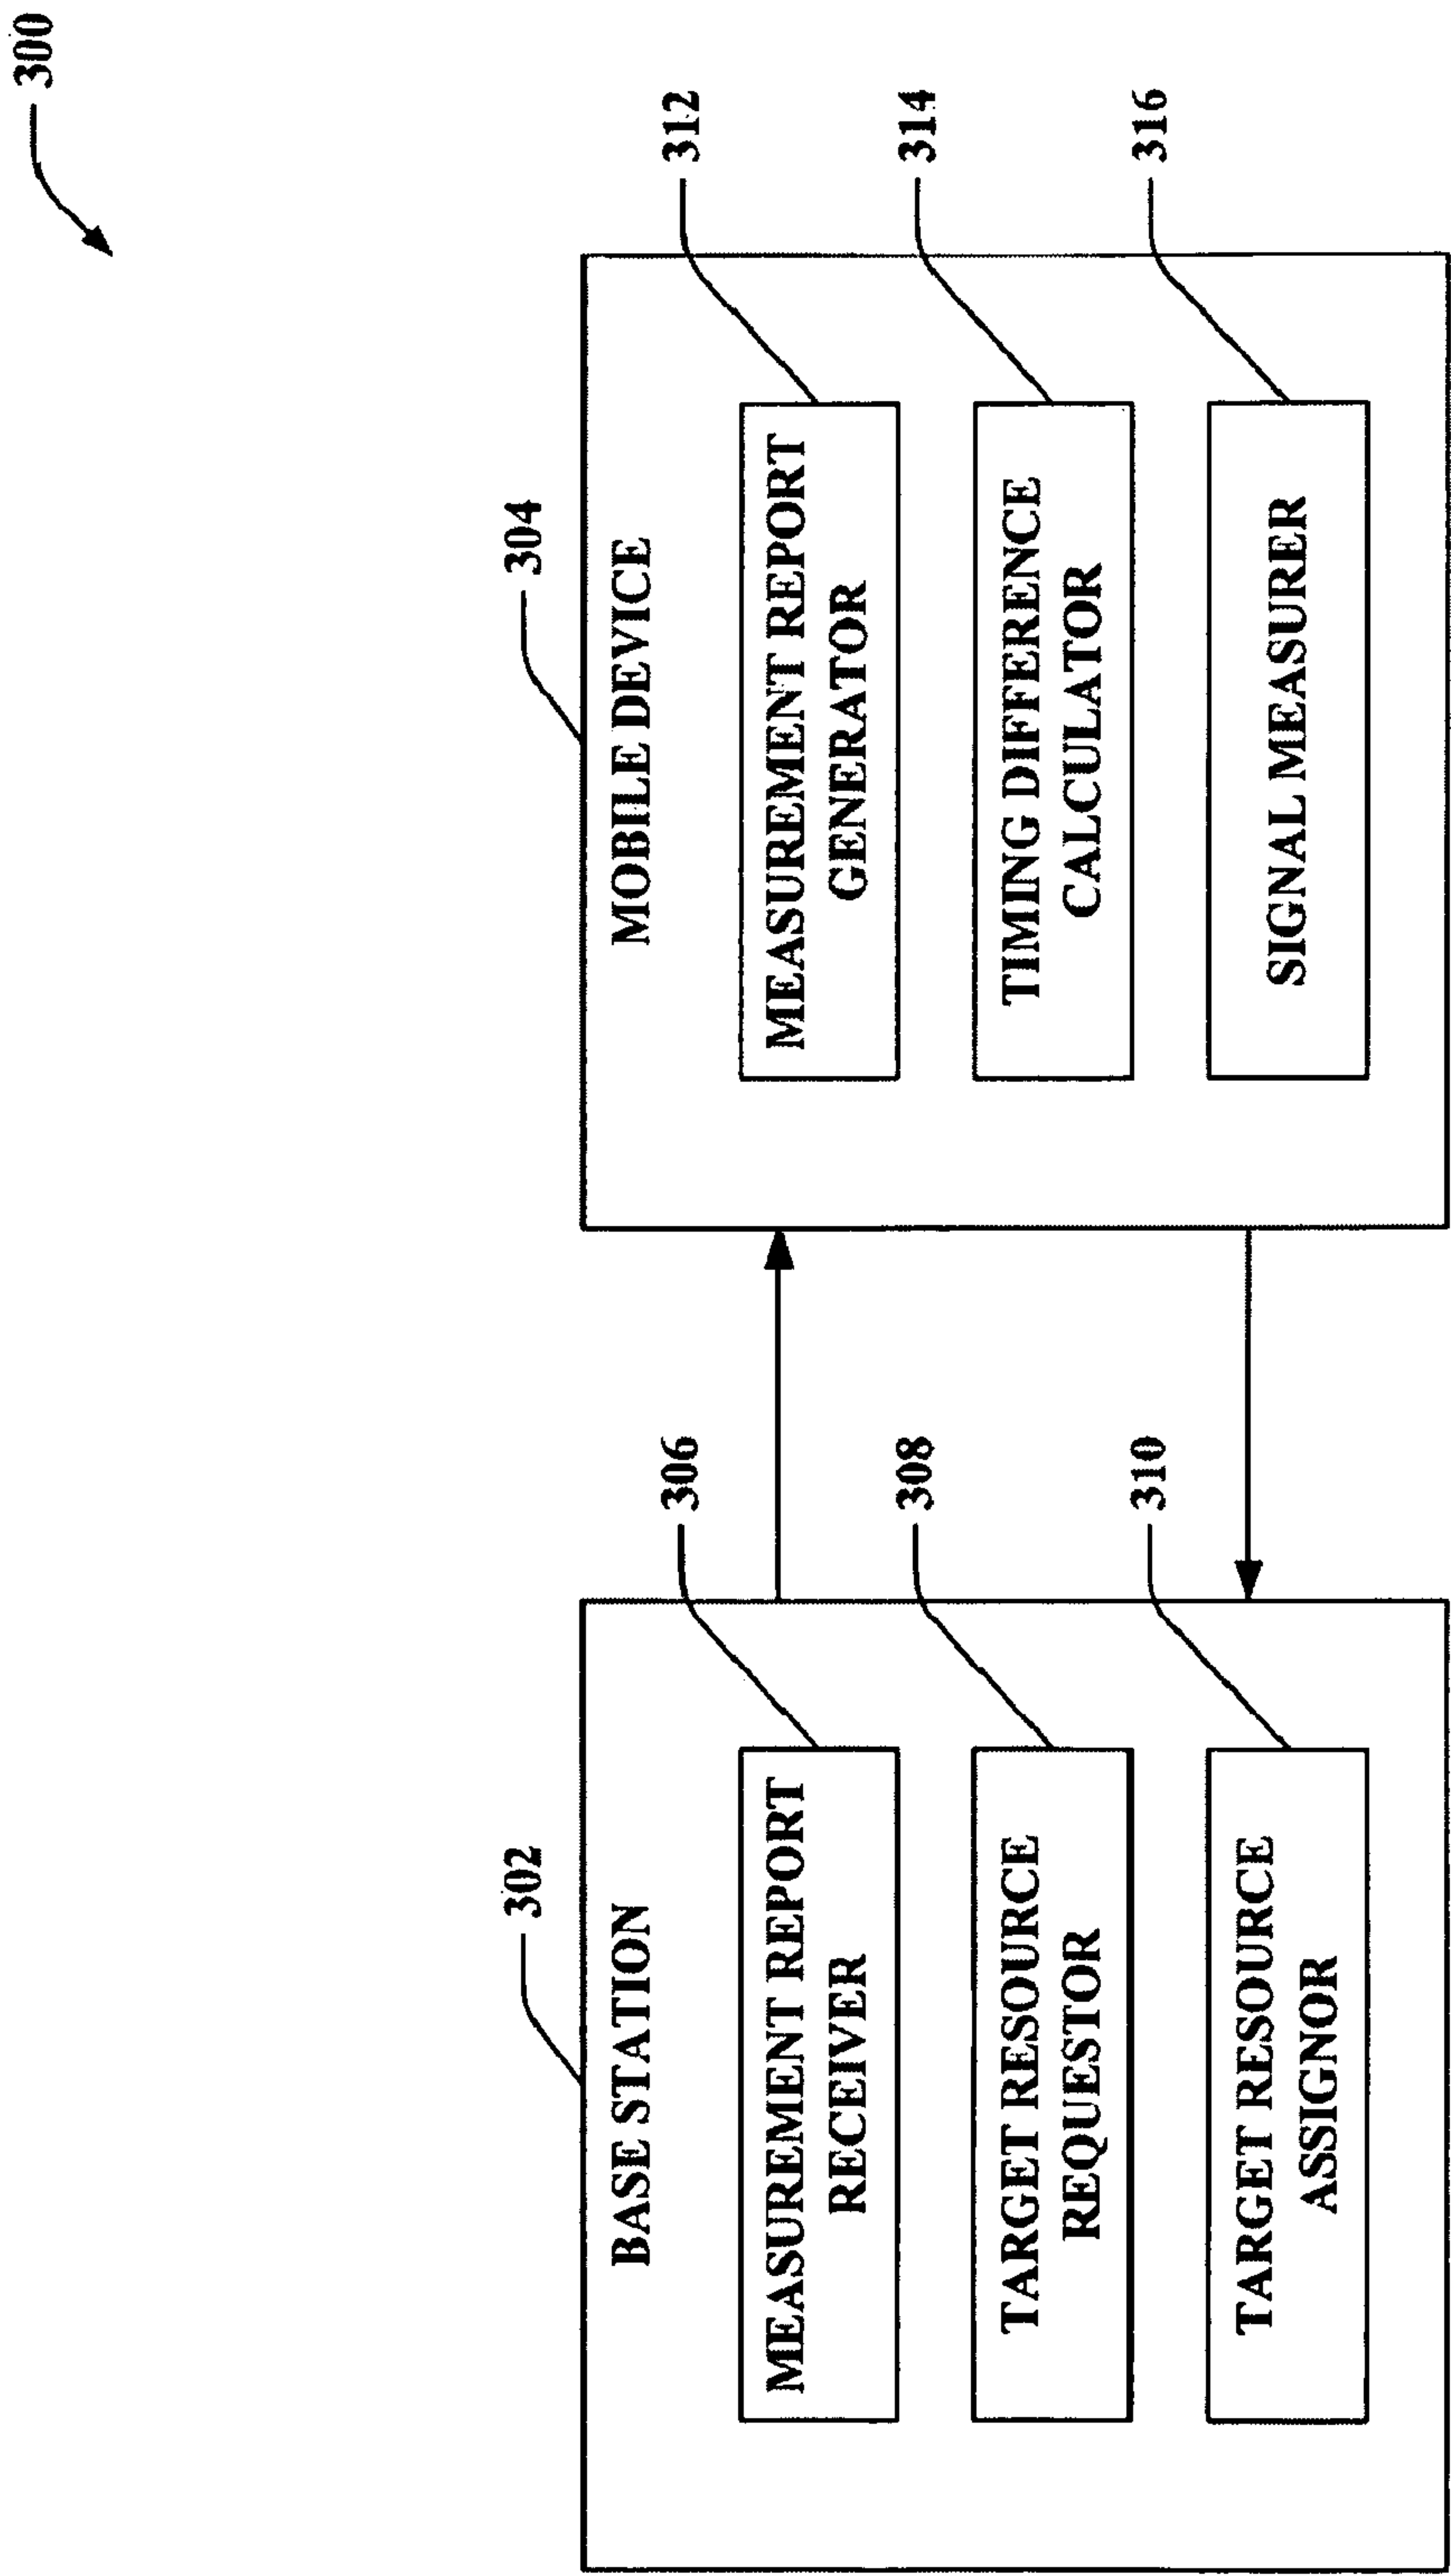 300
302
BASE STATION
306
MEASUREMENT REPORT
RECEIVER
308
TARGET RESOURCE
REQUESTOR
310
TARGET RESOURCE
ASSIGNOR
304
MOBILE DEVICE
312
MEASUREMENT REPORT
GENERATOR
314
TIMING DIFFERENCE
CALCULATOR
316
SIGNAL MEASURER